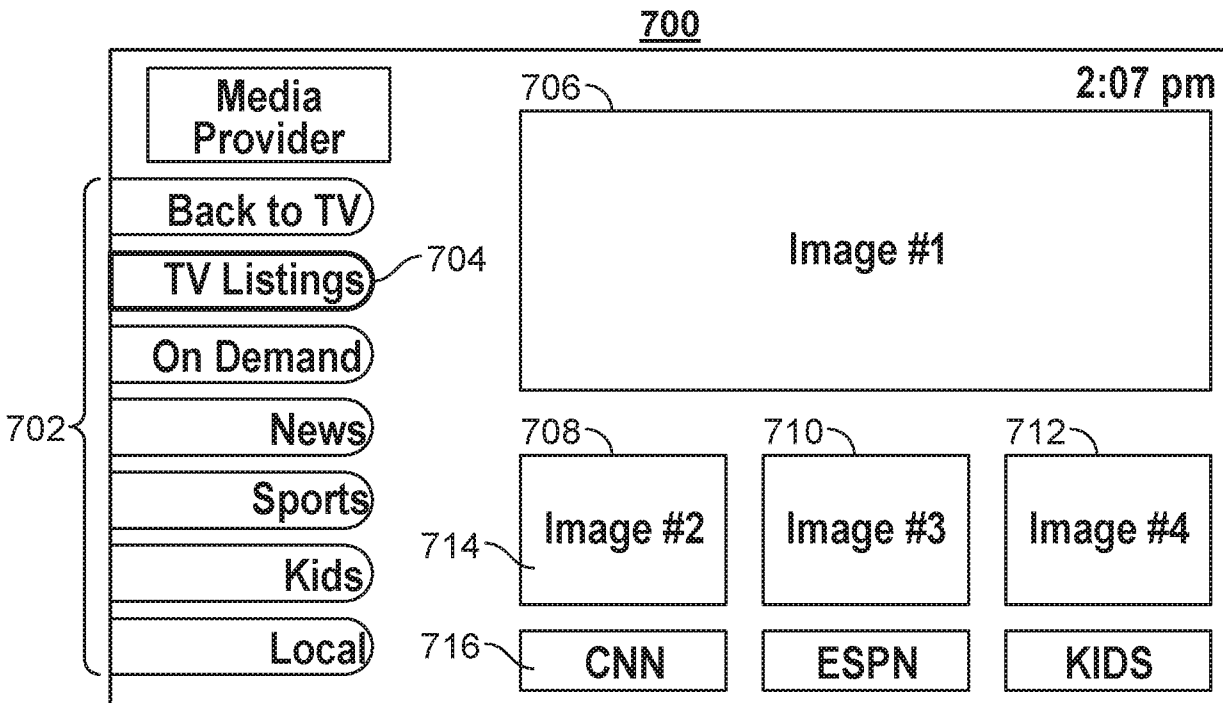 700
2:07 pm
Media
Provider
706
Back to TV
Image #1
TV Listings
704
On Demand
702
News
708
710
712
Sports
Image #2
Image #3
Image #4
714
Kids
Local
716
CNN
ESPN
KIDS